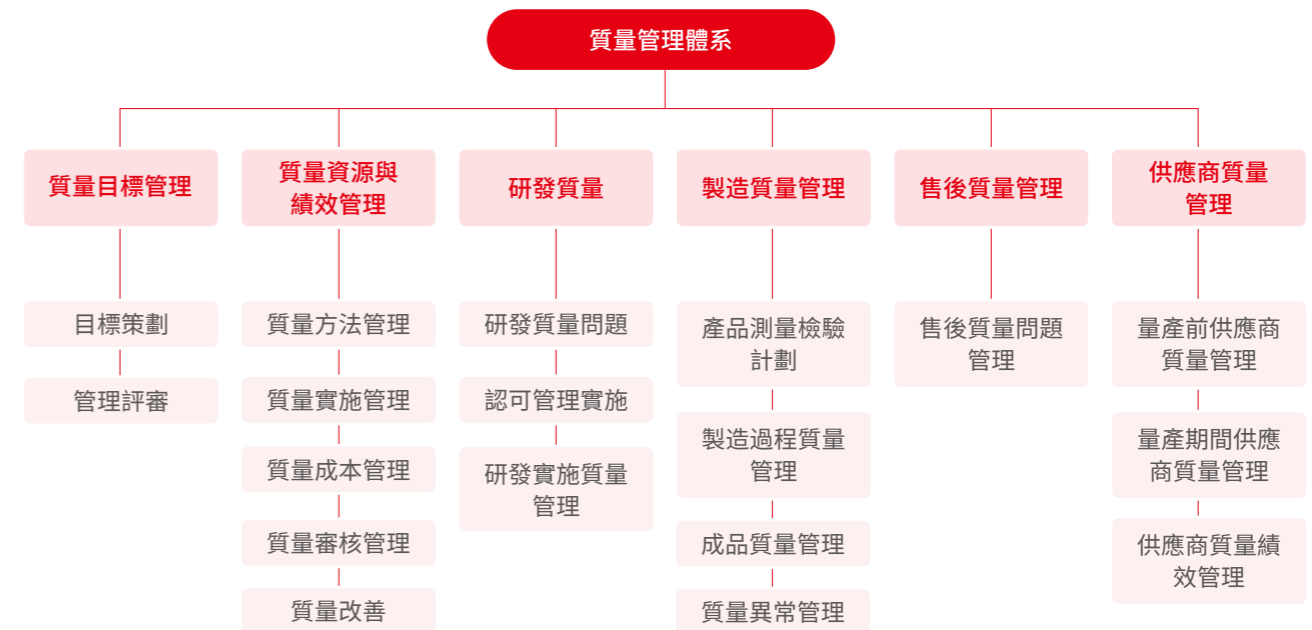 質量管理體系
質量目標管理
目標策劃
管理評審
質量資源與
績效管理
質量方法管理
質量實施管理
質量成本管理
質量審核管理
質量改善
研發質量
研發質量問題
認可管理實施
研發實施質量
管理
製造質量管理
產品測量檢驗
計劃
製造過程質量
管理
成品質量管理
質量異常管理
售後質量管理
售後質量問題
管理
供應商質量
管理
量產前供應商
質量管理
量產期間供應
商質量管理
供應商質量績
效管理